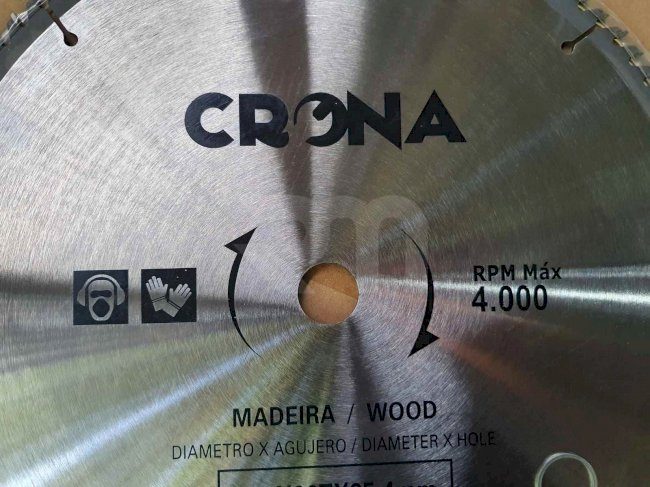 CRONA
RPM Máx
4.000
MADEIRA / WOOD
DIAMETRO X AGUJERO / DIAMETER X HOLE